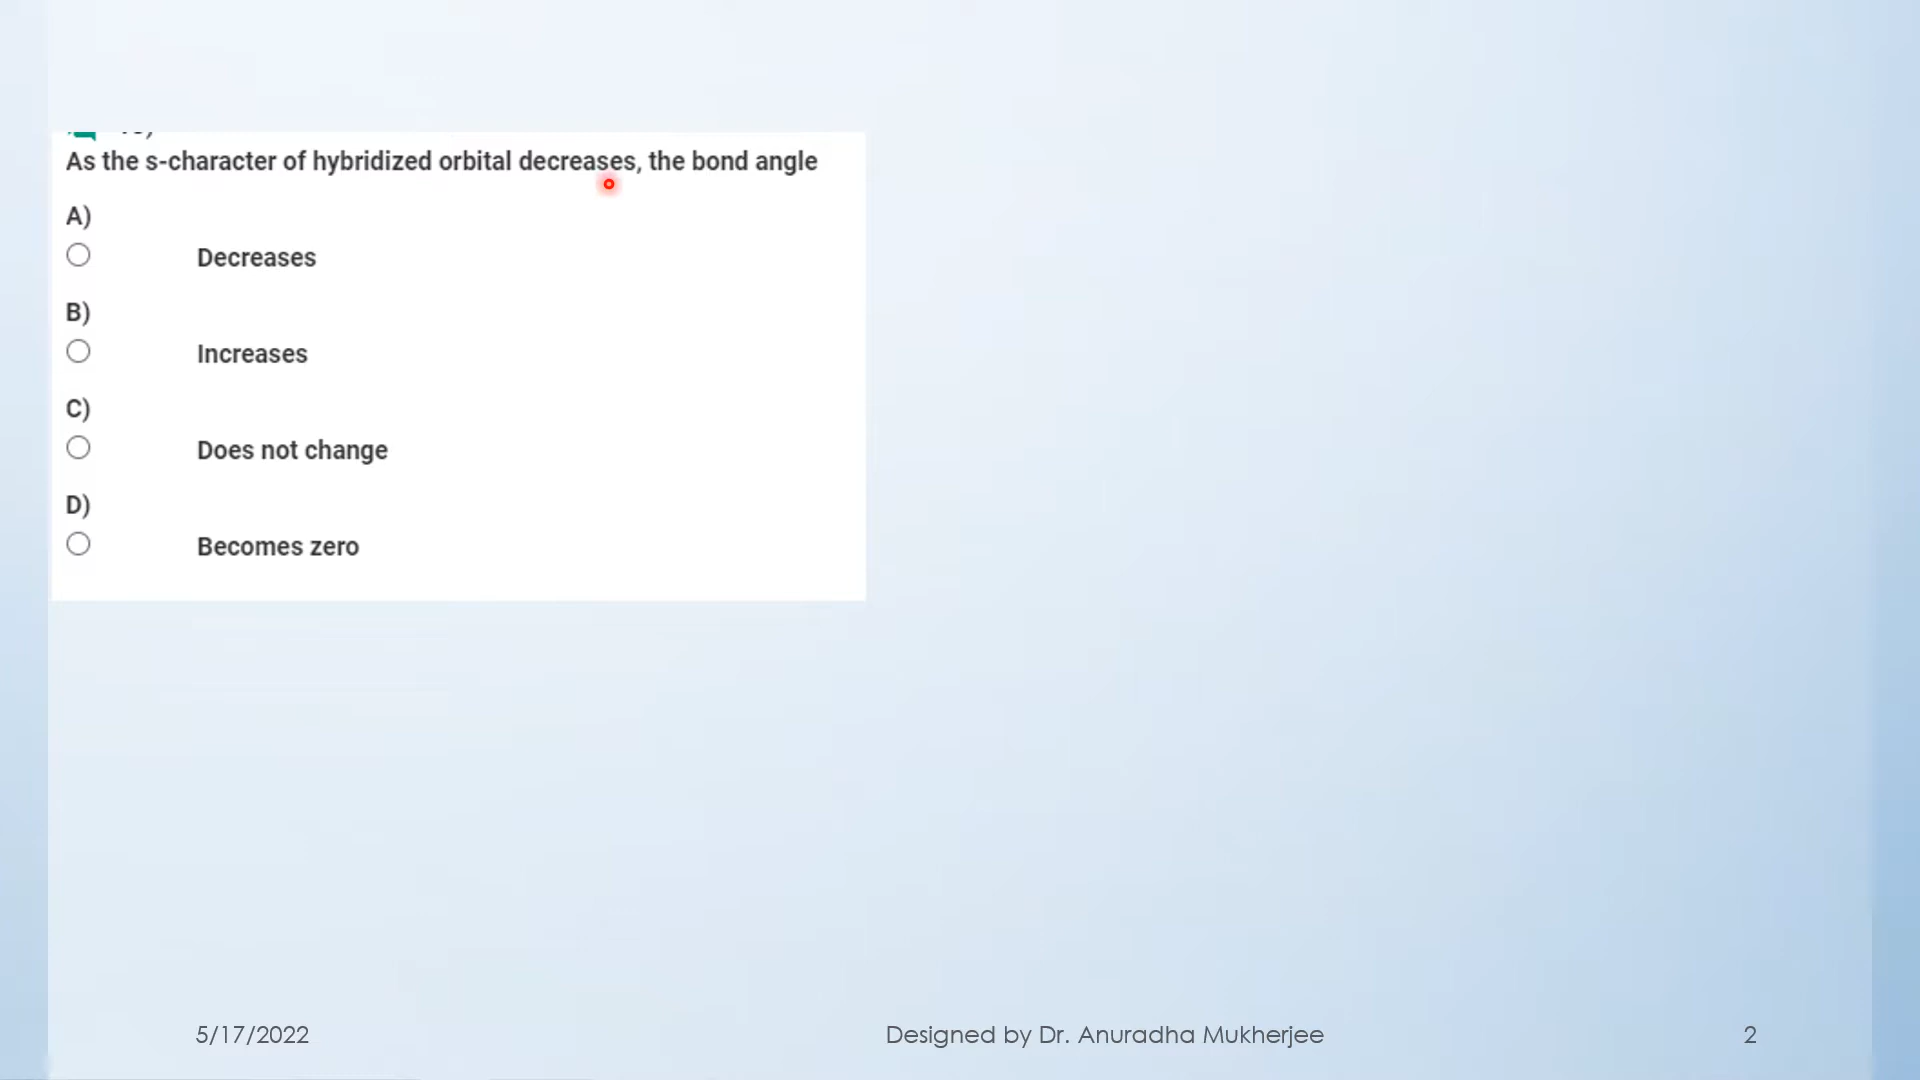 As the s-character of hybridized orbital decreases, the bond angle
A)
Decreases
B)
Increases
C)
Does not change
D)
Becomes zero
5/17/2022
Designed by Dr. Anuradha Mukherjee
2